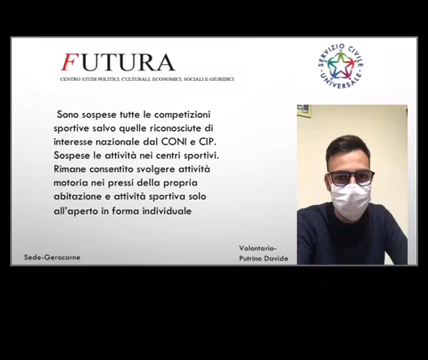 FUTURA
CENTRO STUDI POLITICI, CULTURALI, ECONOMICI, SOCIALI E GIURIDICI
SERVIZIO CIVILE
UNIVERSALE
Sono sospese tutte le competizioni
sportive salvo quelle riconosciute di
interesse nazionale dal CONI e CIP.
Sospese le attività nei centri sportivi.
Rimane consentito svolgere attività
motoria nei pressi della propria
abitazione e attività sportiva solo
all'aperto in forma individuale
Sede-Gerocarne
Volontario-
Putrino Davide